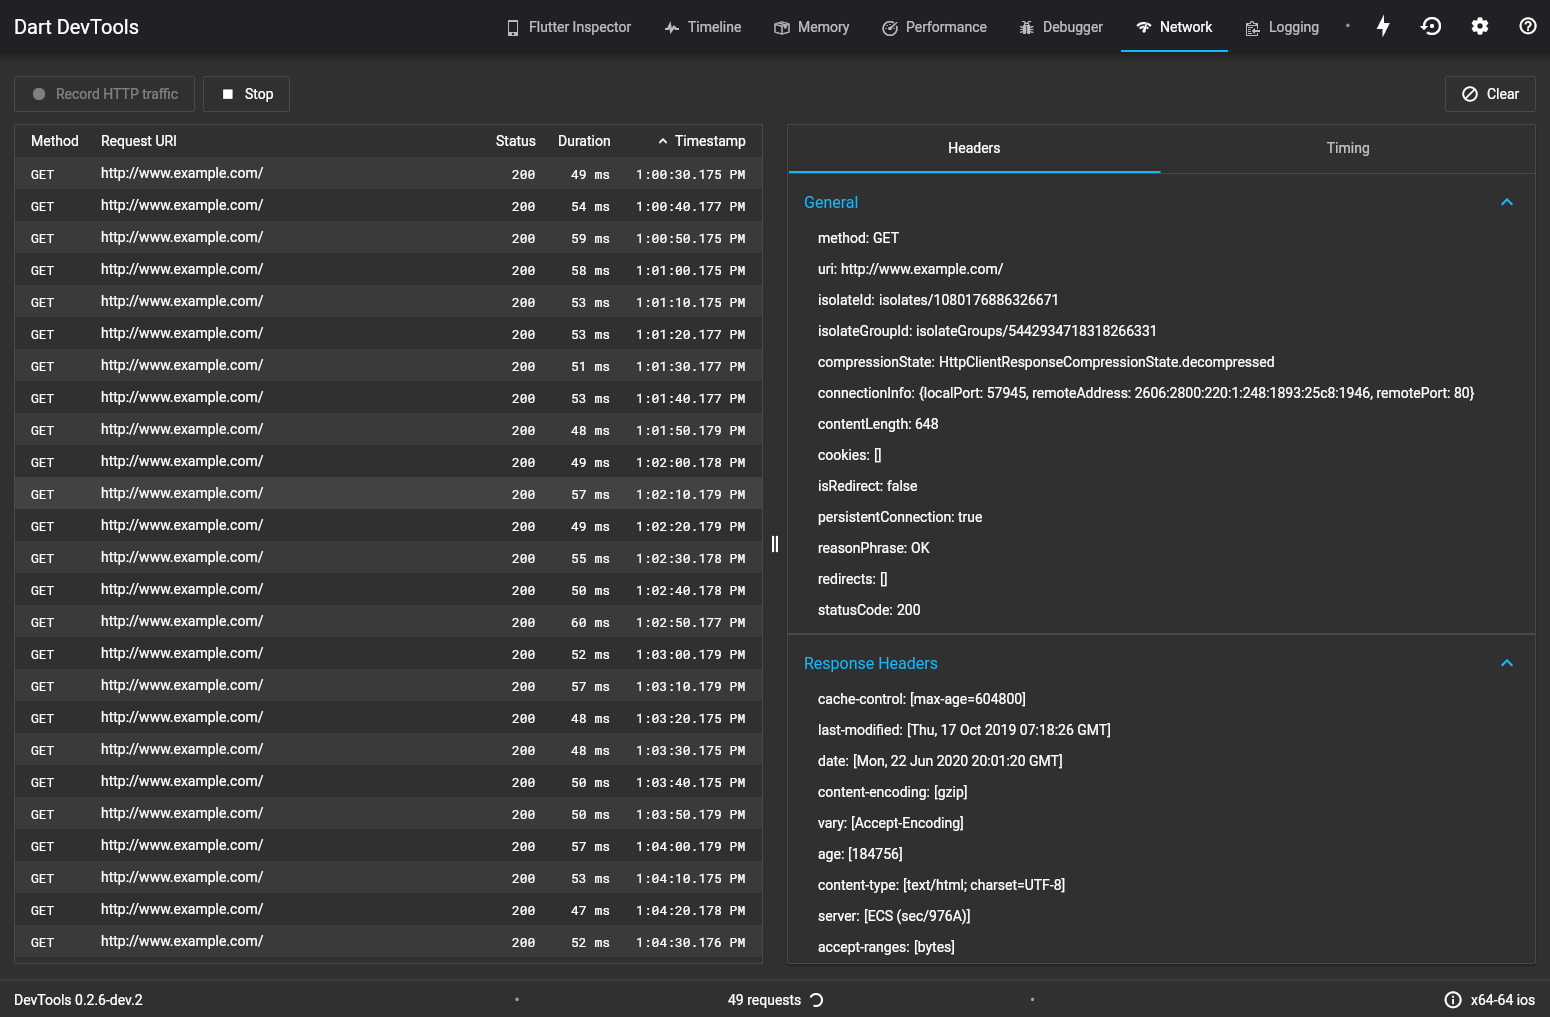 Dart DevTools Flutter Inspector Timeline Memory Performance Debugger Network Logging
Record HTTP traffic Stop Clear
Method Request URI Status Duration Timestamp
GET http://www.example.com/ 200 49 ms 1:00:30.175 PM
GET http://www.example.com/ 200 54 ms 1:00:40.177 PM
GET http://www.example.com/ 200 59 ms 1:00:50.175 PM
GET http://www.example.com/ 200 58 ms 1:01:00.175 PM
GET http://www.example.com/ 200 53 ms 1:01:10.175 PM
GET http://www.example.com/ 200 53 ms 1:01:20.177 PM
GET http://www.example.com/ 200 51 ms 1:01:30.177 PM
GET http://www.example.com/ 200 53 ms 1:01:40.177 PM
GET http://www.example.com/ 200 48 ms 1:01:50.179 PM
GET http://www.example.com/ 200 49 ms 1:02:00.178 PM
GET http://www.example.com/ 200 57 ms 1:02:10.179 PM
GET http://www.example.com/ 200 49 ms 1:02:20.179 PM
GET http://www.example.com/ 200 55 ms 1:02:30.178 PM
GET http://www.example.com/ 200 50 ms 1:02:40.178 PM
GET http://www.example.com/ 200 60 ms 1:02:50.177 PM
GET http://www.example.com/ 200 52 ms 1:03:00.179 PM
GET http://www.example.com/ 200 57 ms 1:03:10.179 PM
GET http://www.example.com/ 200 48 ms 1:03:20.175 PM
GET http://www.example.com/ 200 48 ms 1:03:30.175 PM
GET http://www.example.com/ 200 50 ms 1:03:40.175 PM
GET http://www.example.com/ 200 50 ms 1:03:50.179 PM
GET http://www.example.com/ 200 57 ms 1:04:00.179 PM
GET http://www.example.com/ 200 53 ms 1:04:10.175 PM
GET http://www.example.com/ 200 47 ms 1:04:20.178 PM
GET http://www.example.com/ 200 52 ms 1:04:30.176 PM
Headers Timing
General
method: GET
uri: http://www.example.com/
isolateId: isolates/1080176886326671
isolateGroupId: isolateGroups/5442934718318266331
compressionState: HttpClientResponseCompressionState.decompressed
connectionInfo: {localPort: 57945, remoteAddress: 2606:2800:220:1:248:1893:25c8:1946, remotePort: 80}
contentLength: 648
cookies: []
isRedirect: false
persistentConnection: true
reasonPhrase: OK
redirects: []
statusCode: 200
Response Headers
cache-control: [max-age=604800]
last-modified: [Thu, 17 Oct 2019 07:18:26 GMT]
date: [Mon, 22 Jun 2020 20:01:20 GMT]
content-encoding: [gzip]
vary: [Accept-Encoding]
age: [184756]
content-type: [text/html; charset=UTF-8]
server: [ECS (sec/976A)]
accept-ranges: [bytes]
DevTools 0.2.6-dev.2 49 requests x64-64 ios